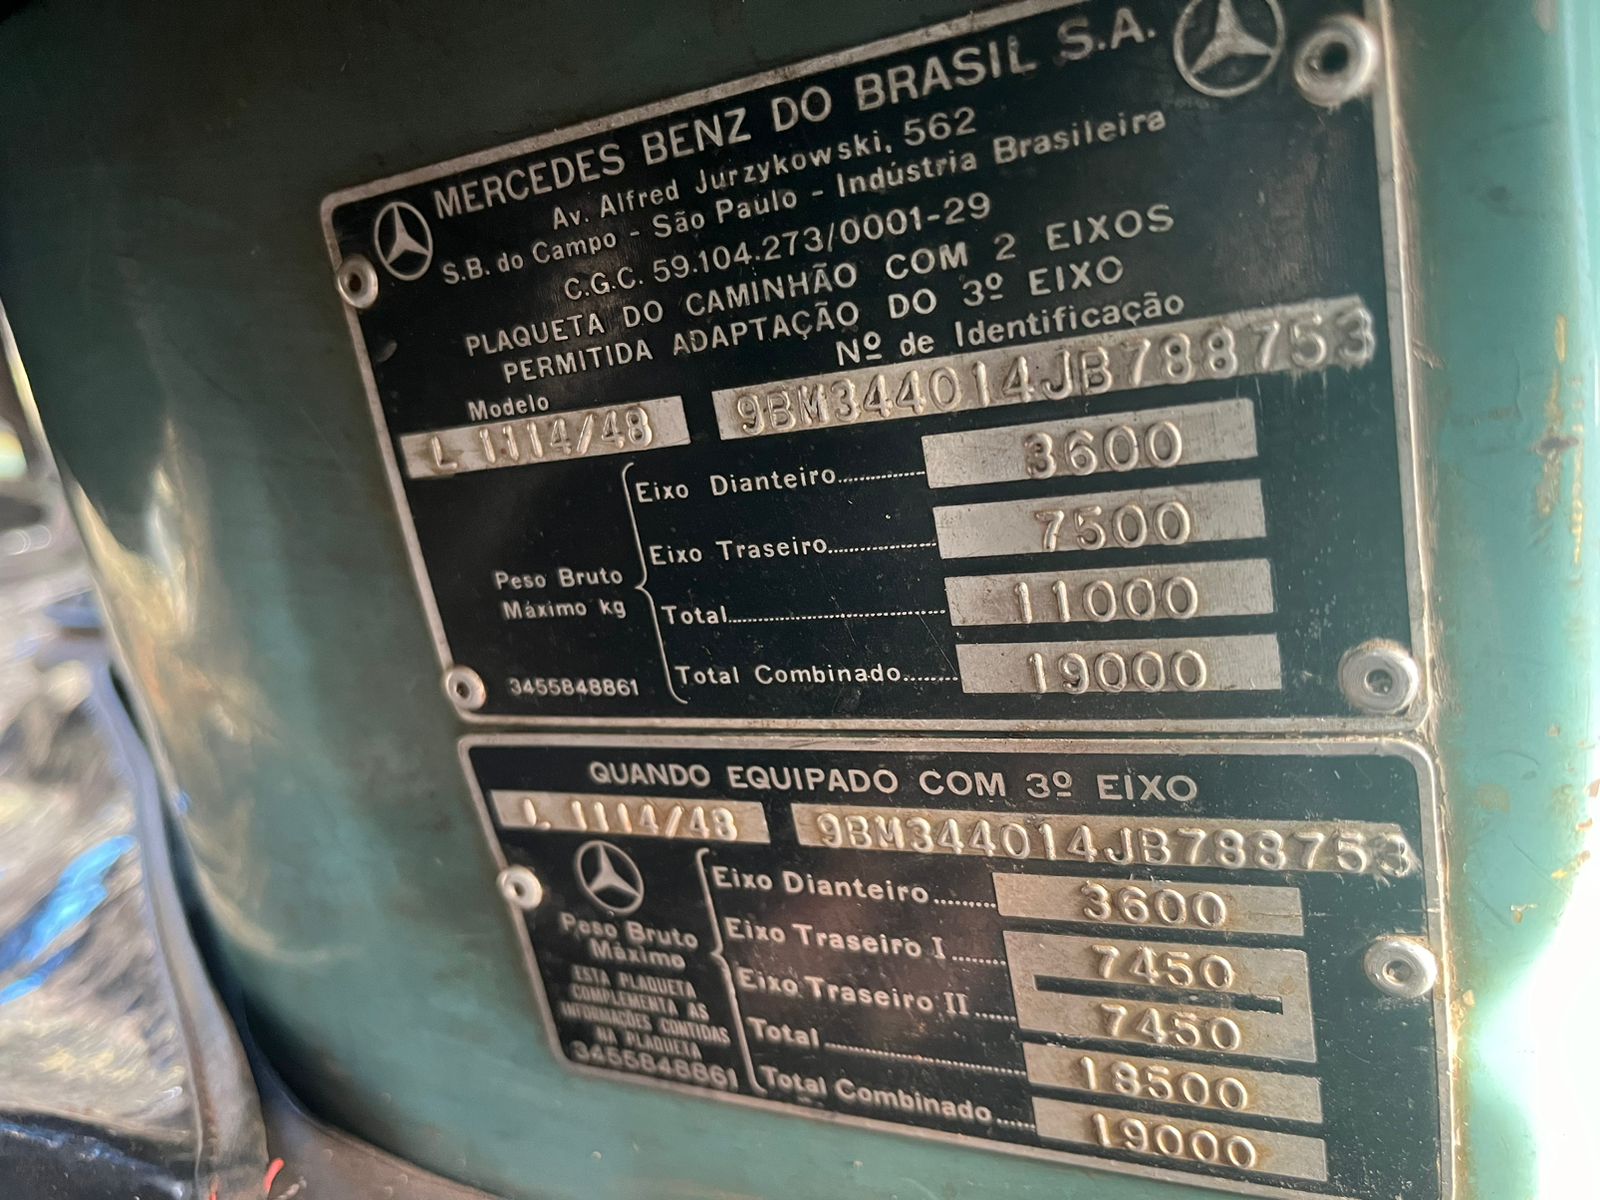 MERCEDES BENZ DO BRASIL S.A.
Av. Alfred Jurzykowski, 562
S.B. do Campo - São Paulo - Indústria Brasileira
C.G.C. 59.104.273/0001-29
PLAQUETA DO CAMINHÃO COM 2 EIXOS
PERMITIDA ADAPTAÇÃO DO 3º EIXO
Nº de Identificação
Modelo
L 1114/48 9BM344014JB788753
Eixo Dianteiro 3600
Eixo Traseiro 7500
Peso Bruto
Máximo kg
Total 11000
Total Combinado 19000
3455848861
QUANDO EQUIPADO COM 3º EIXO
L 1114/48 9BM344014JB788753
Eixo Dianteiro 3600
Peso Bruto
Máximo
Eixo Traseiro I 7450
Eixo Traseiro II 7450
ESTA PLAQUETA
COMPLEMENTA AS
INFORMAÇÕES CONTIDAS
NA PLAQUETA
3455848861
Total 18500
Total Combinado 19000